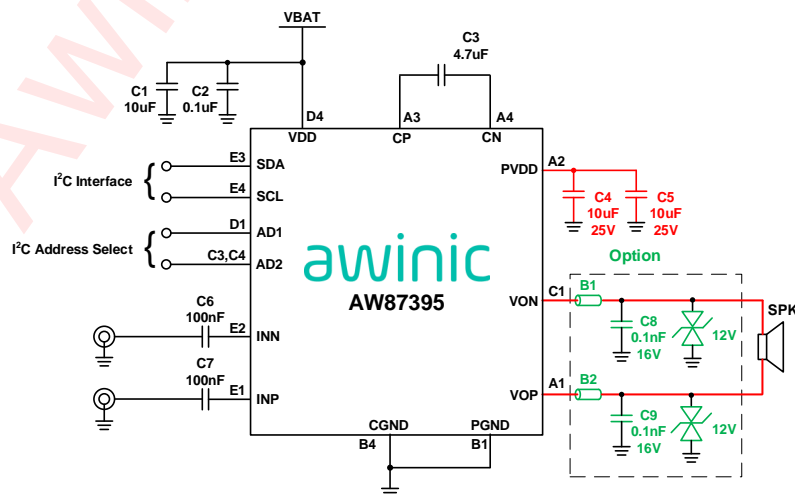 VBAT
C3
4.7uF
C1
10uF
C2
0.1uF
D4
A3
A4
VDD
CP
CN
I²C Interface
E3
SDA
E4
SCL
A2
PVDD
C4
10uF
25V
C5
10uF
25V
I²C Address Select
D1
AD1
C3,C4
AD2
awinic
AW87395
Option
C6
100nF
E2
INN
C7
100nF
E1
INP
VON
C1
B1
C8
0.1nF
16V
12V
SPK
VOP
A1
B2
C9
0.1nF
16V
12V
CGND
PGND
B4
B1